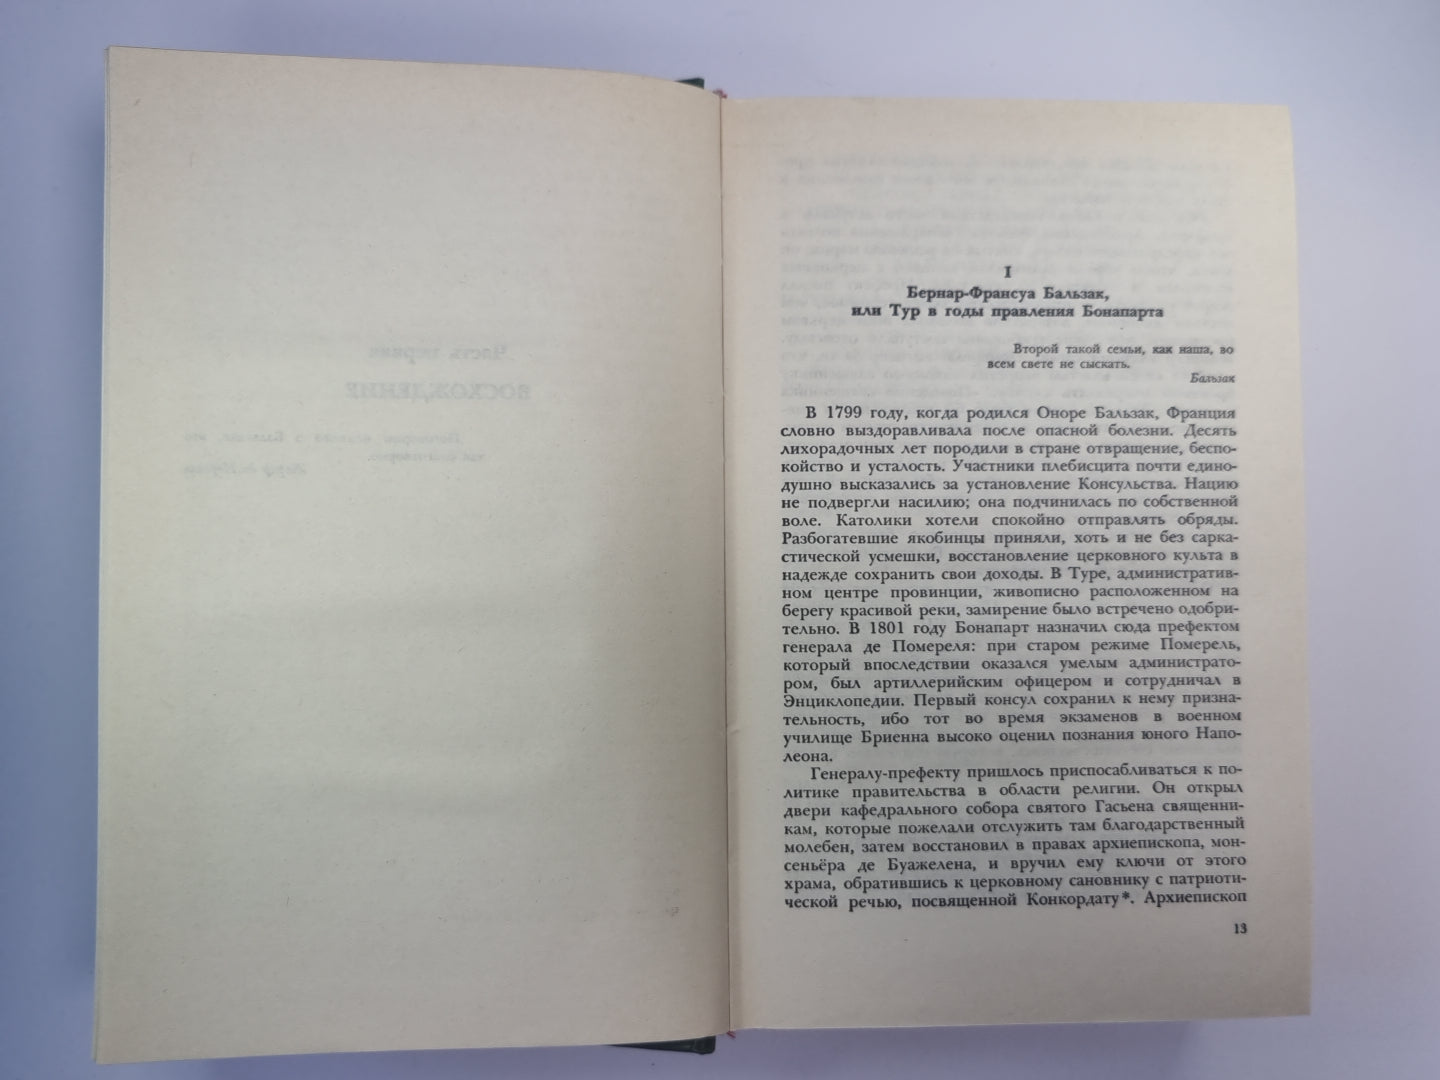 Часть первая
ВОСХОЖДЕНИЕ
I
Бернар-Франсуа Бальзак,
или Тур в годы правления Бонапарта
Второй такой семьи, как наша, во
всем свете не сыскать.
Бальзак
В 1799 году, когда родился Оноре Бальзак, Франция
словно выздоравливала после опасной болезни. Десять
лихорадочных лет породили в стране отвращение, беспо-
койство и усталость. Участники плебисцита почти едино-
душно высказались за установление Консульства. Нацию
не подвергли насилию; она подчинилась по собственной
воле. Католики хотели спокойно отправлять обряды.
Разбогатевшие якобинцы приняли, хоть и не без сарка-
стической усмешки, восстановление церковного культа в
надежде сохранить свои доходы. В Туре, административ-
ном центре провинции, живописно расположенном на
берегу красивой реки, замирение было встречено одобри-
тельно. В 1801 году Бонапарт назначил сюда префектом
генерала де Помереля: при старом режиме Померель,
который впоследствии оказался умелым администрато-
ром, был артиллерийским офицером и сотрудничал в
Энциклопедии. Первый консул сохранил к нему призна-
тельность, ибо тот во время экзаменов в военном
училище Бриенна высоко оценил познания юного Напо-
леона.
Генералу-префекту пришлось приспосабливаться к по-
литике правительства в области религии. Он открыл
двери кафедрального собора святого Гасьена священни-
кам, которые пожелали отслужить там благодарственный
молебен, затем восстановил в правах архиепископа, мон-
сеньёра де Буажелена, и вручил ему ключи от этого
храма, обратившись к церковному сановнику с патриоти-
ческой речью, посвященной Конкордату*. Архиепископ
13